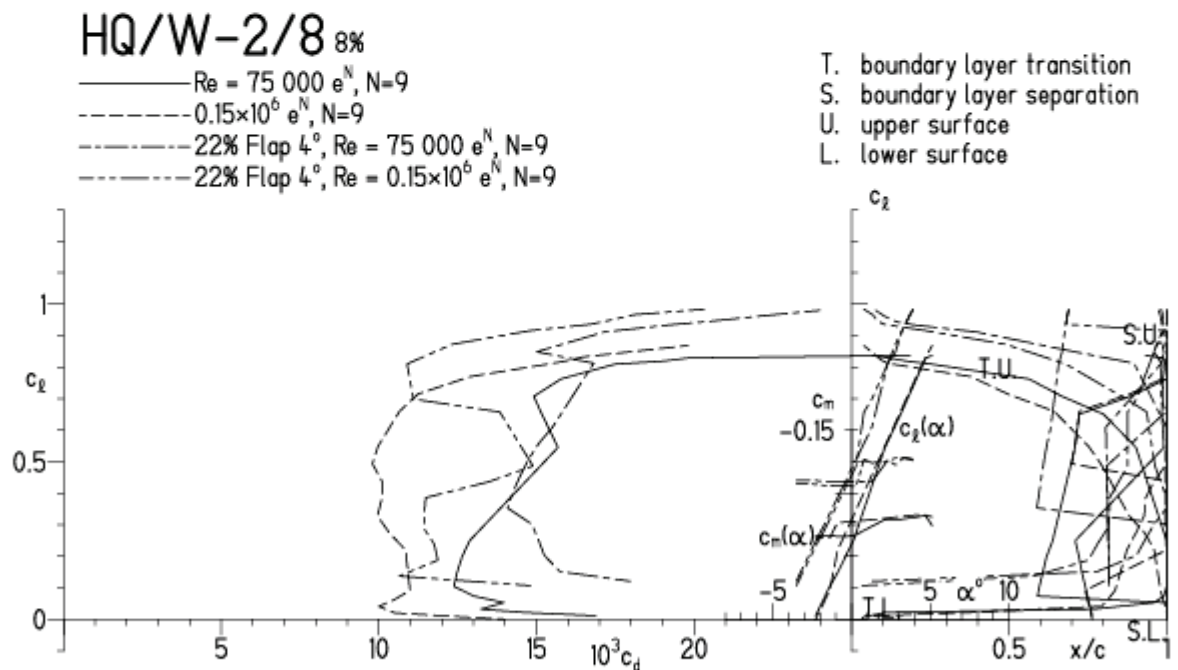 HQ/W-2/8 8%
Re = 75 000 e^N, N=9
0.15×10^6 e^N, N=9
22% Flap 4°, Re = 75 000 e^N, N=9
22% Flap 4°, Re = 0.15×10^6 e^N, N=9
T. boundary layer transition
S. boundary layer separation
U. upper surface
L. lower surface
c_ℓ
1
S.U.
T.U.
c_ℓ
c_m
-0.15
c_ℓ(α)
0.5
c_m(α)
-5
5 α° 10
T.L.
0
S.L.
5
10
15
10^3 c_d
20
0.5
x/c
1